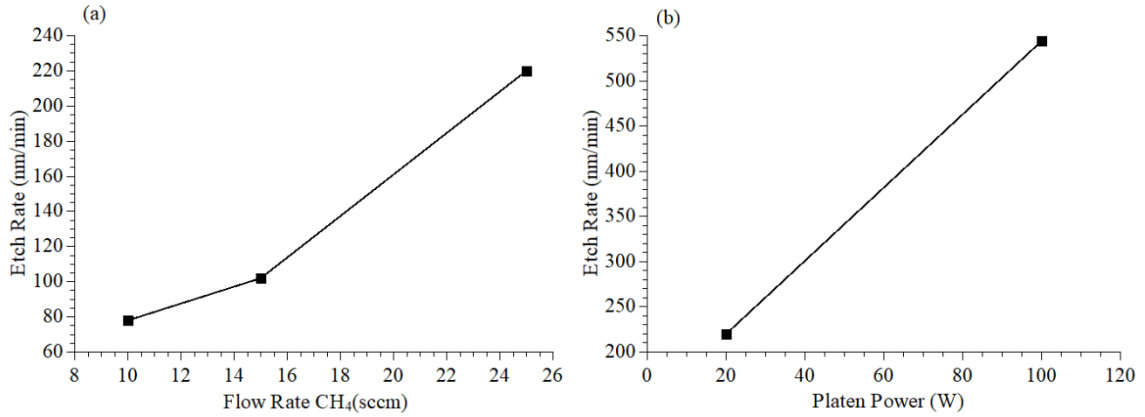 (a)
240
220
200
180
160
140
120
100
80
60
Etch Rate (nm/min)
8 10 12 14 16 18 20 22 24 26
Flow Rate CH₄(sccm)
(b)
550
500
450
400
350
300
250
200
Etch Rate (nm/min)
0 20 40 60 80 100 120
Platen Power (W)